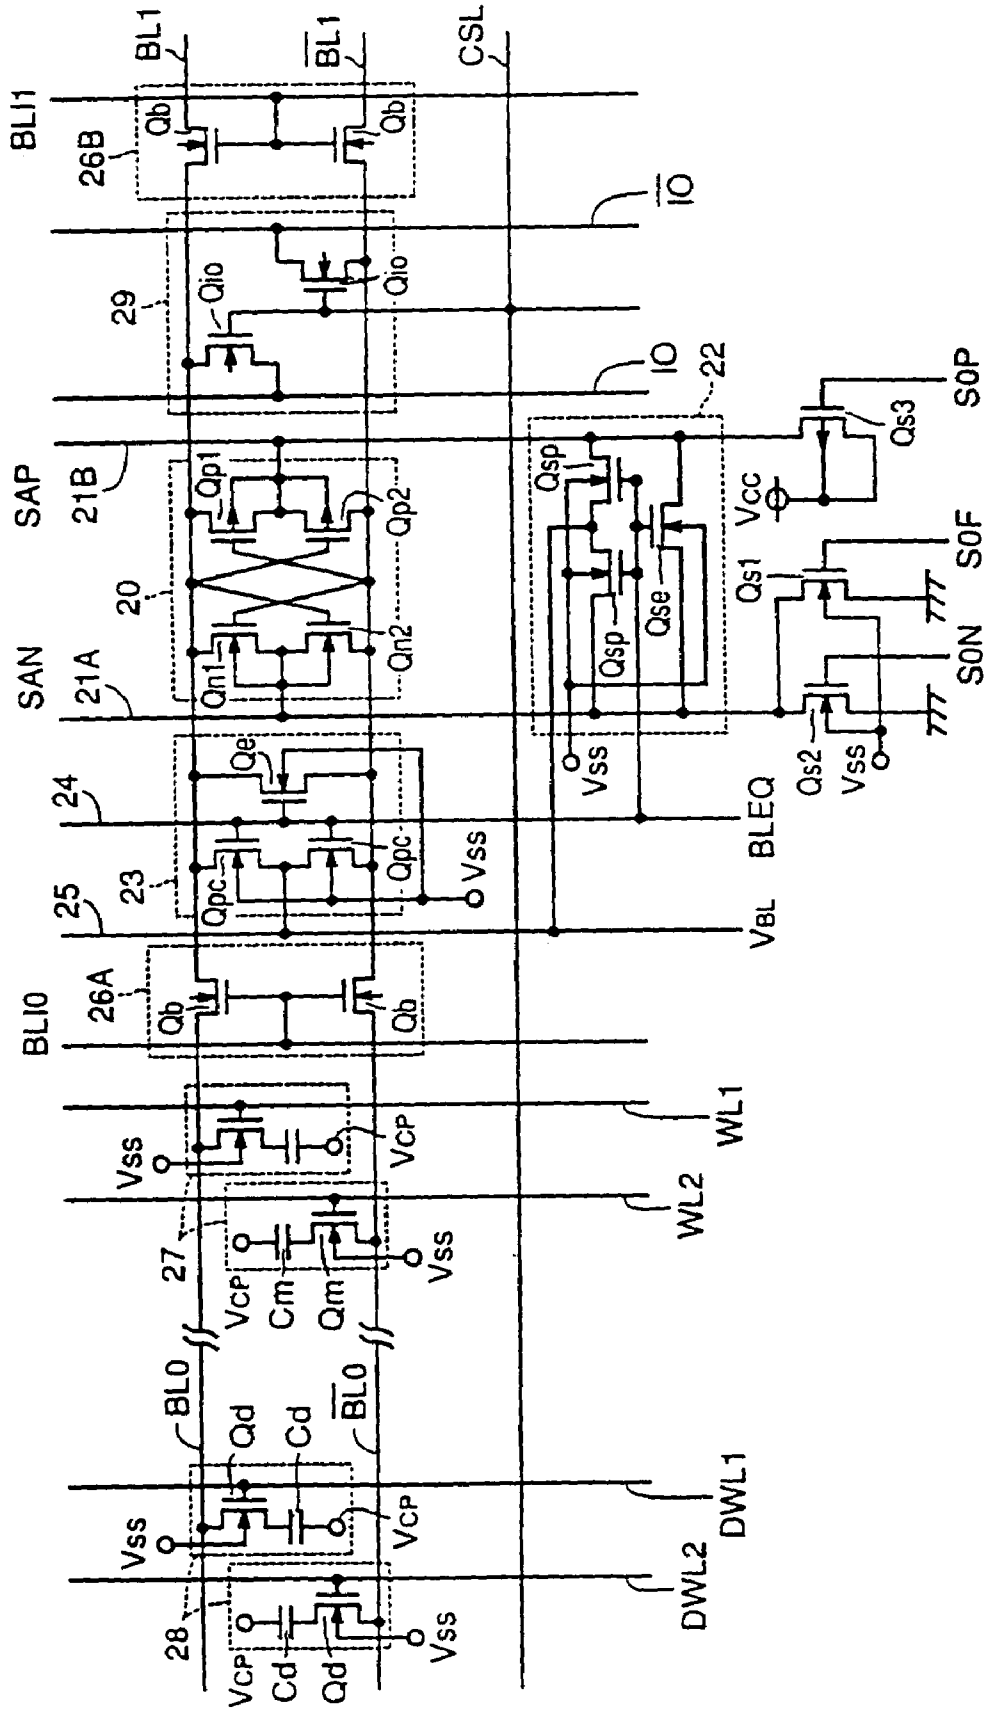 BLI1
26B
Qb
Qb
BL1
BL1
CSL
29
Qio
Qio
IO
IO
SAP
21B
20
Qp1
Qp2
Qn1
Qn2
SAN
21A
22
Qsp
Qsp
Qse
Vss
Vcc
Qs3
S0P
Qs1
S0F
Qs2
Vss
S0N
24
23
25
Qe
Qpc
Qpc
Vss
BLEQ
VBL
BLI0
26A
Qb
Qb
Vss
VCP
WL1
27
VCP
Cm
Qm
Vss
WL2
BL0
BL0
Qd
Cd
Vss
VCP
DWL1
28
VCP
Cd
Qd
Vss
DWL2